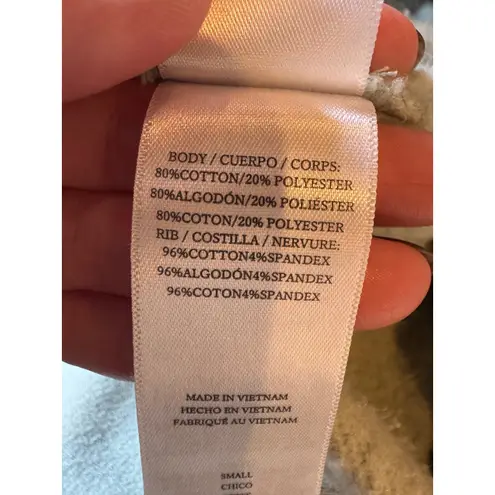 BODY / CUERPO / CORPS:
80%COTTON/20% POLYESTER
80%ALGODÓN/20% POLIÉSTER
80%COTON/20% POLYESTER
RIB / COSTILLA / NERVURE:
96%COTTON4%SPANDEX
96%ALGODÓN4%SPANDEX
96%COTON4%SPANDEX
MADE IN VIETNAM
HECHO EN VIETNAM
FABRIQUÉ AU VIETNAM
SMALL
CHICO